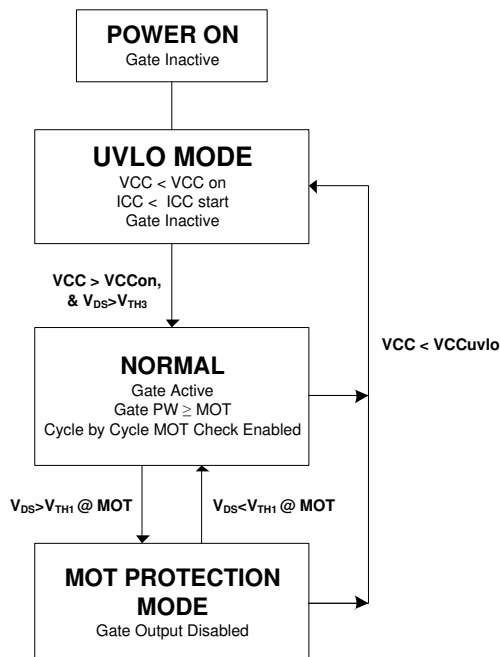 POWER ON
Gate Inactive
UVLO MODE
VCC < VCC on
ICC < ICC start
Gate Inactive
VCC > VCCon,
& VDS>VTH3
VCC < VCCuvlo
NORMAL
Gate Active
Gate PW ≥ MOT
Cycle by Cycle MOT Check Enabled
VDS>VTH1 @ MOT
VDS<VTH1 @ MOT
MOT PROTECTION
MODE
Gate Output Disabled